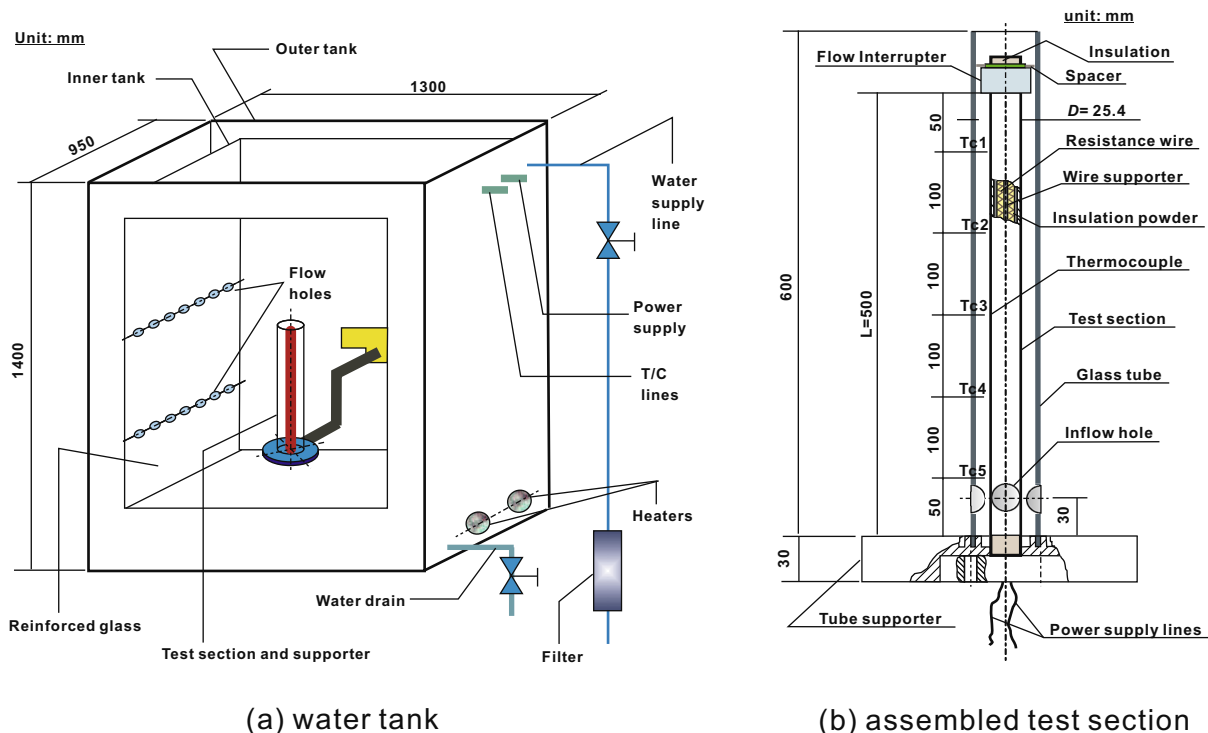 Unit: mm
Outer tank
Inner tank
1300
950
1400
Flow
holes
Water
supply
line
Power
supply
T/C
lines
Heaters
Water drain
Filter
Reinforced glass
Test section and supporter
(a) water tank
unit: mm
Insulation
Flow Interrupter
Spacer
D= 25.4
50
Tc1
Resistance wire
Wire supporter
100
Insulation powder
Tc2
Thermocouple
100
600
L=500
Tc3
Test section
100
Tc4
Glass tube
100
Inflow hole
Tc5
50
30
30
Tube supporter
Power supply lines
(b) assembled test section